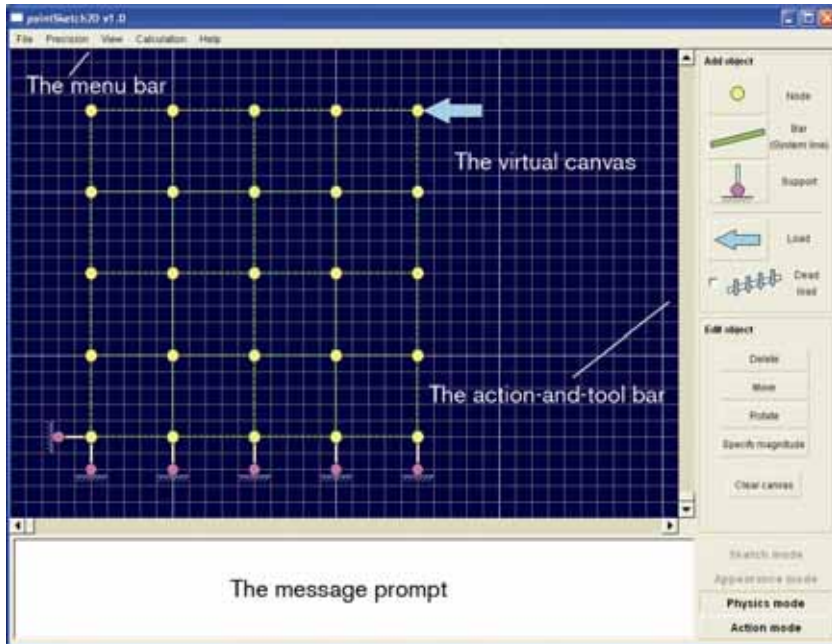 pointSketch2D v1.0
File Precision View Calculation Help
The menu bar
The virtual canvas
The action-and-tool bar
The message prompt
Add object
Node
Bar
(System line)
Support
Load
Dead
load
Edit object
Delete
Move
Rotate
Specify magnitude
Clear canvas
Sketch mode
Appearance mode
Physics mode
Action mode